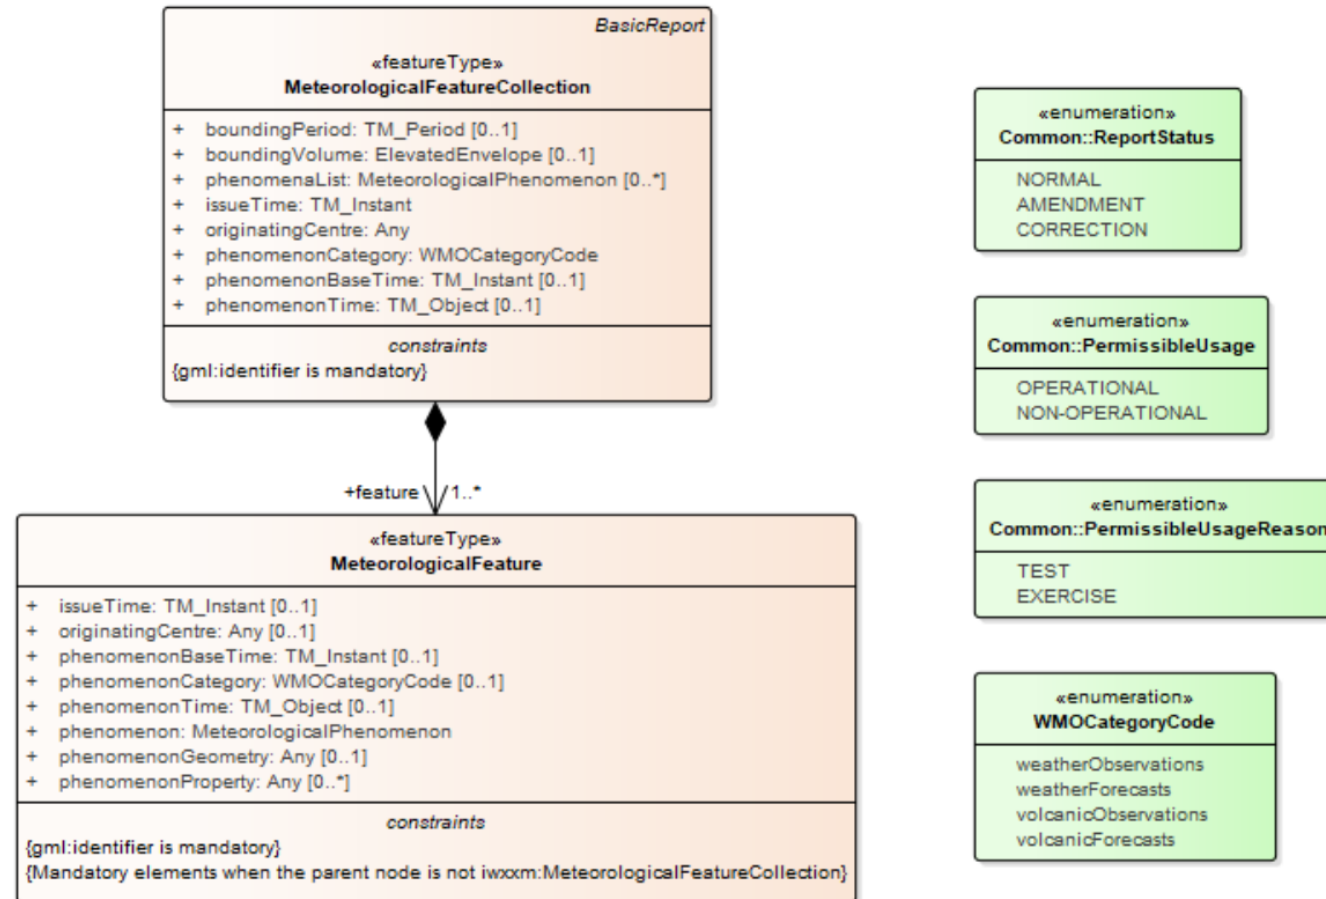 BasicReport
«featureType»
MeteorologicalFeatureCollection
+ boundingPeriod: TM_Period [0..1]
+ boundingVolume: ElevatedEnvelope [0..1]
+ phenomenaList: MeteorologicalPhenomenon [0..*]
+ issueTime: TM_Instant
+ originatingCentre: Any
+ phenomenonCategory: WMOCategoryCode
+ phenomenonBaseTime: TM_Instant [0..1]
+ phenomenonTime: TM_Object [0..1]
constraints
{gml:identifier is mandatory}
+feature 1..*
«featureType»
MeteorologicalFeature
+ issueTime: TM_Instant [0..1]
+ originatingCentre: Any [0..1]
+ phenomenonBaseTime: TM_Instant [0..1]
+ phenomenonCategory: WMOCategoryCode [0..1]
+ phenomenonTime: TM_Object [0..1]
+ phenomenon: MeteorologicalPhenomenon
+ phenomenonGeometry: Any [0..1]
+ phenomenonProperty: Any [0..*]
constraints
{gml:identifier is mandatory}
{Mandatory elements when the parent node is not iwxxm:MeteorologicalFeatureCollection}
«enumeration»
Common::ReportStatus
NORMAL
AMENDMENT
CORRECTION
«enumeration»
Common::PermissibleUsage
OPERATIONAL
NON-OPERATIONAL
«enumeration»
Common::PermissibleUsageReason
TEST
EXERCISE
«enumeration»
WMOCategoryCode
weatherObservations
weatherForecasts
volcanicObservations
volcanicForecasts